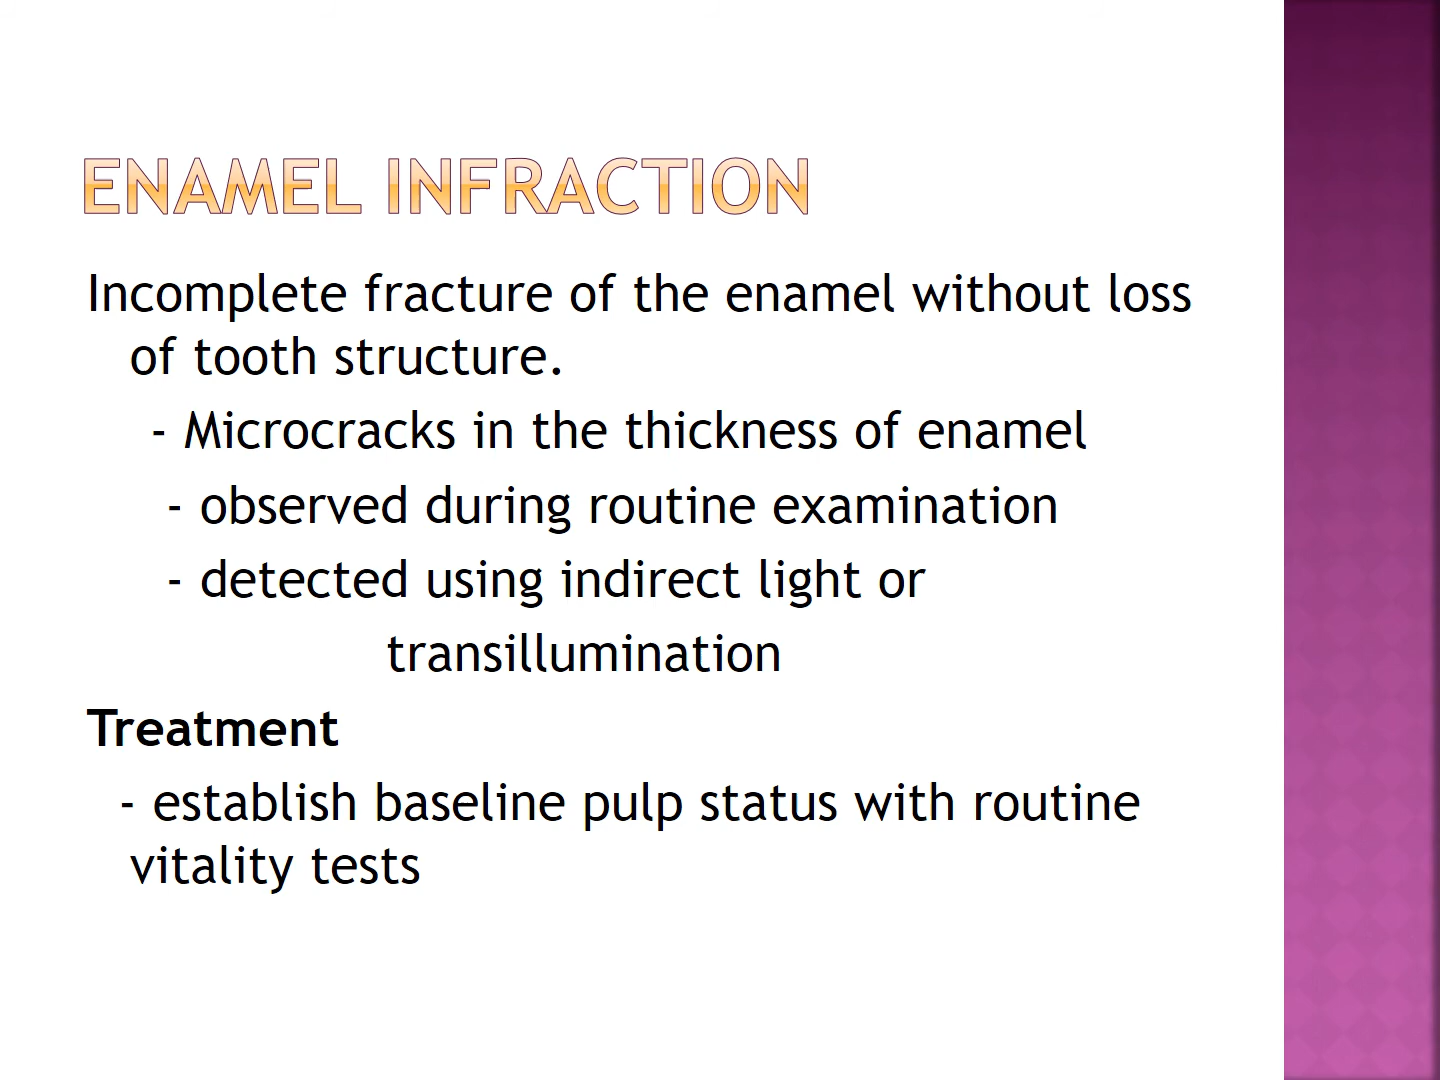 ENAMEL INFRACTION
Incomplete fracture of the enamel without loss
of tooth structure.
- Microcracks in the thickness of enamel
- observed during routine examination
- detected using indirect light or
transillumination
Treatment
- establish baseline pulp status with routine
vitality tests